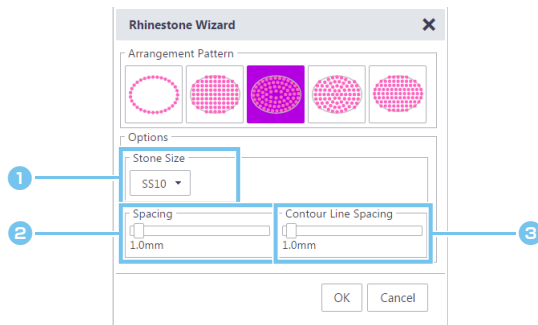 Rhinestone Wizard
Arrangement Pattern
Options
Stone Size
1
SS10
Spacing Contour Line Spacing
2 3
1.0mm 1.0mm
OK Cancel